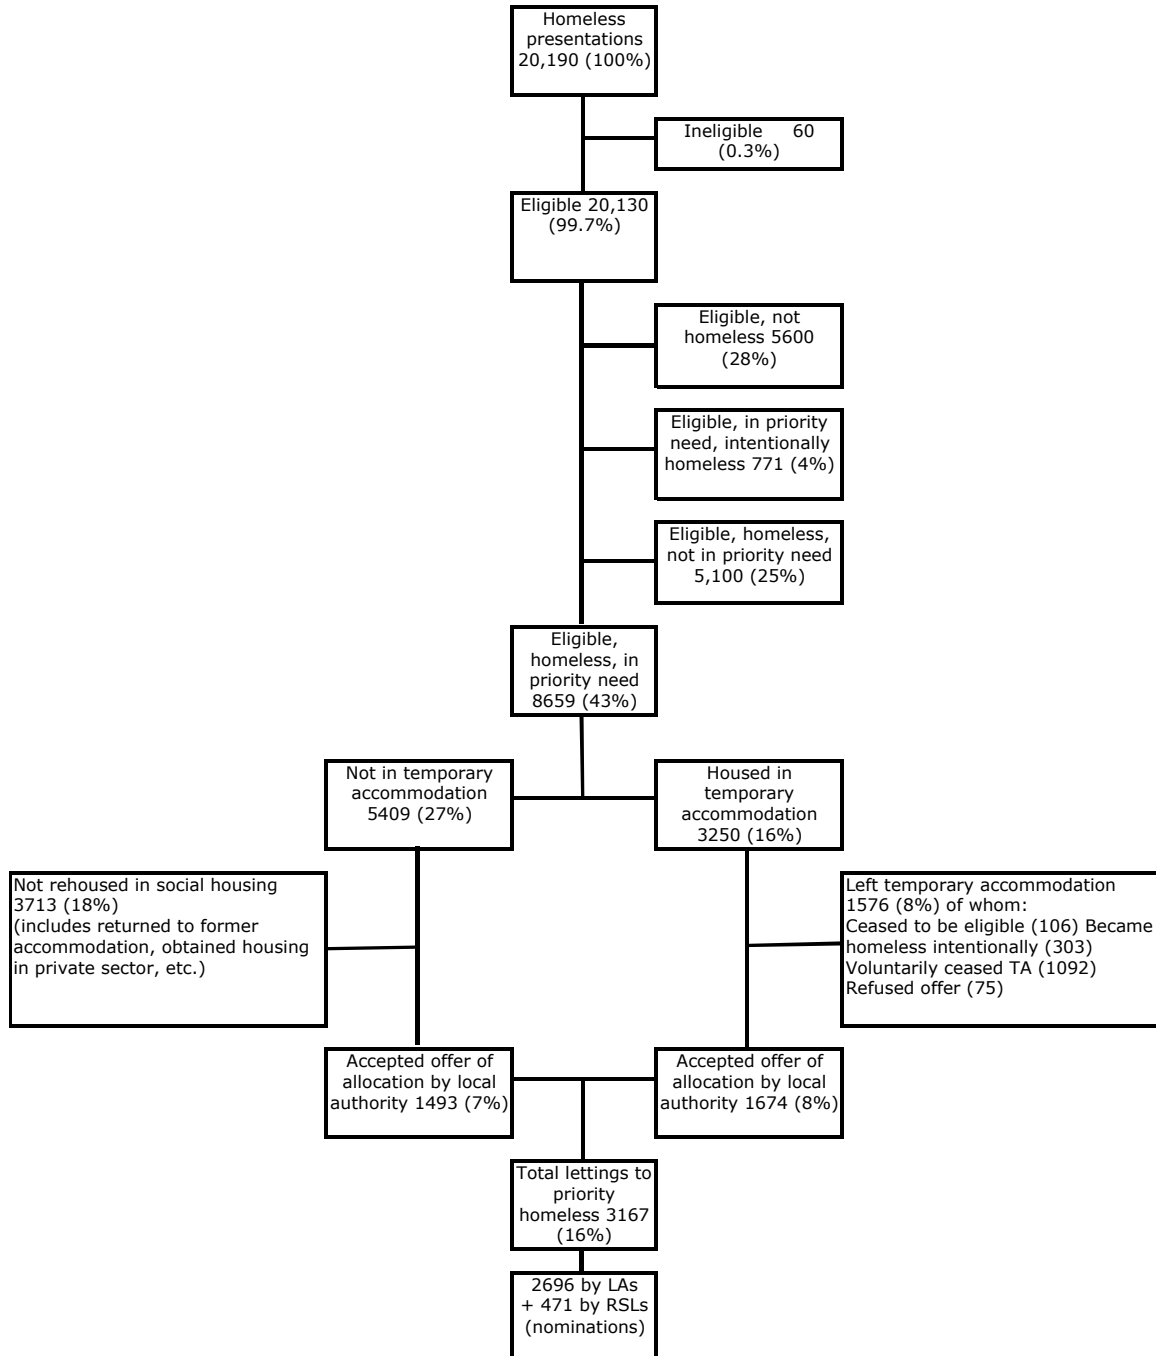 Homeless
presentations
20,190 (100%)
Ineligible 60
(0.3%)
Eligible 20,130
(99.7%)
Eligible, not
homeless 5600
(28%)
Eligible, in priority
need, intentionally
homeless 771 (4%)
Eligible, homeless,
not in priority need
5,100 (25%)
Eligible,
homeless, in
priority need
8659 (43%)
Not in temporary
accommodation
5409 (27%)
Housed in
temporary
accommodation
3250 (16%)
Not rehoused in social housing
3713 (18%)
(includes returned to former
accommodation, obtained housing
in private sector, etc.)
Left temporary accommodation
1576 (8%) of whom:
Ceased to be eligible (106) Became
homeless intentionally (303)
Voluntarily ceased TA (1092)
Refused offer (75)
Accepted offer of
allocation by local
authority 1493 (7%)
Accepted offer of
allocation by local
authority 1674 (8%)
Total lettings to
priority
homeless 3167
(16%)
2696 by LAs
+ 471 by RSLs
(nominations)